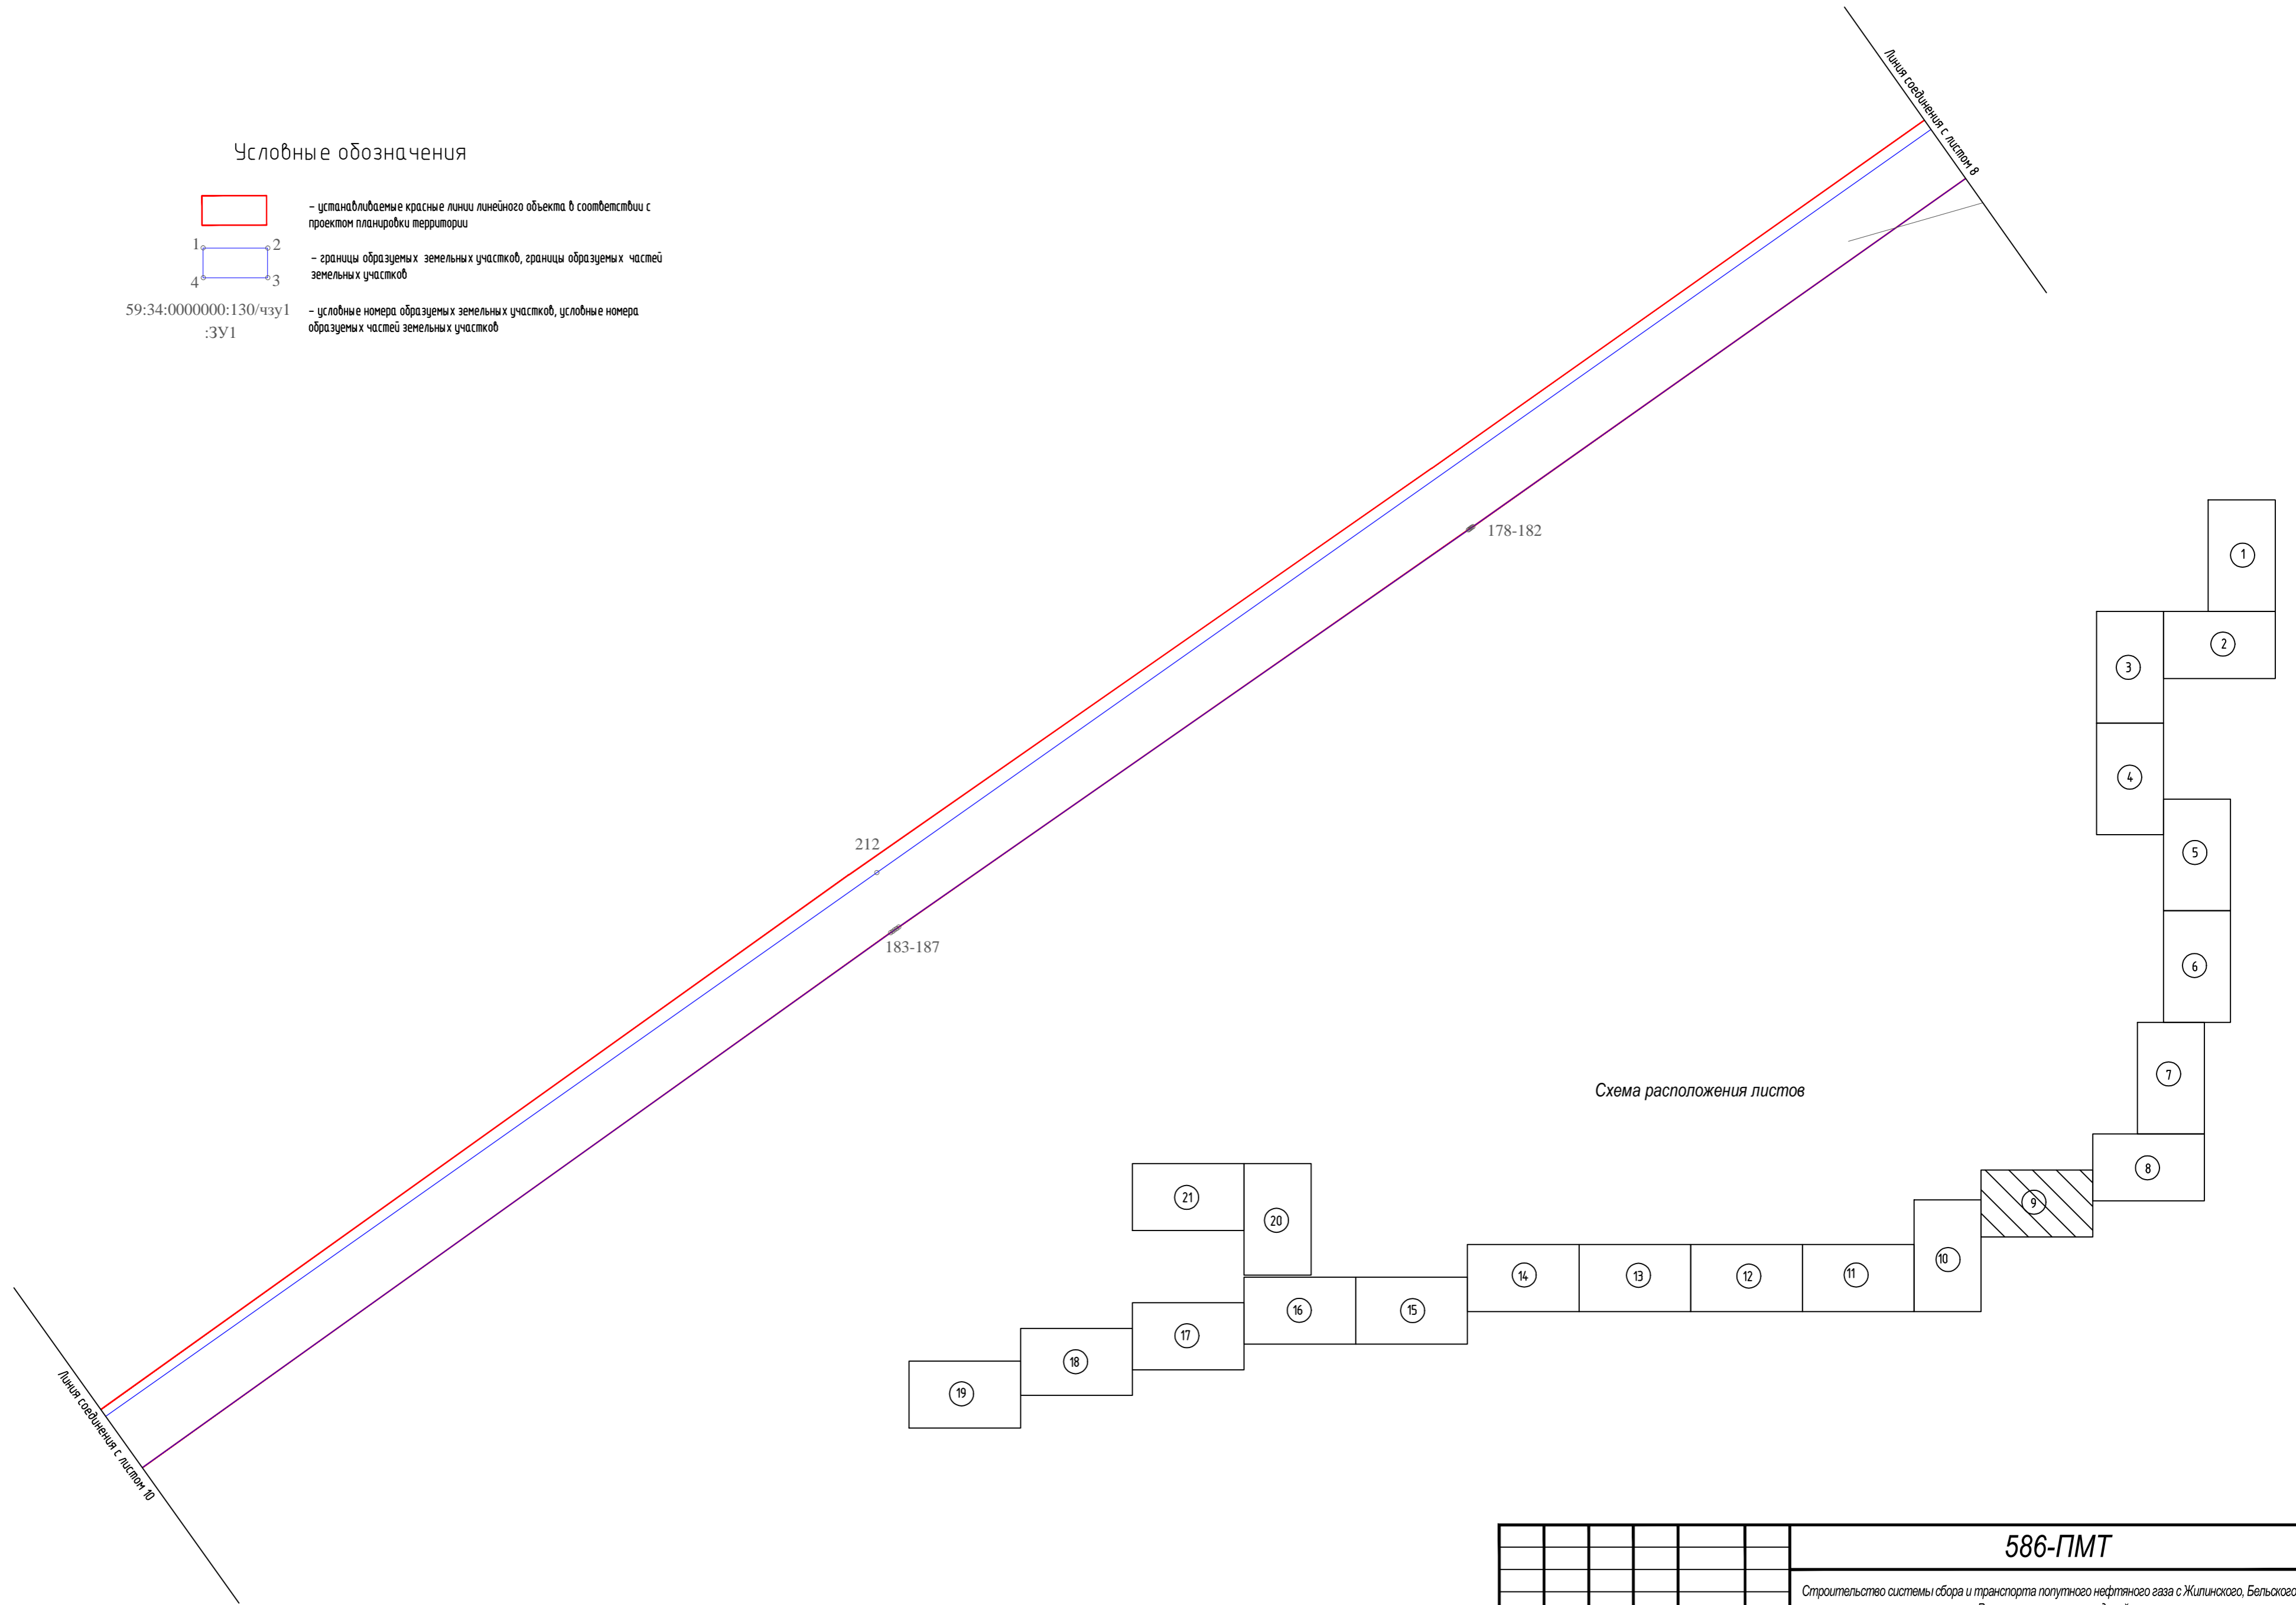 Линия соединения с листом 8
Условные обозначения
– устанавливаемые красные линии линейного объекта в соответствии с
проектом планировки территории
1 2
4 3
– границы образуемых земельных участков, границы образуемых частей
земельных участков
59:34:0000000:130/чзу1
:ЗУ1
– условные номера образуемых земельных участков, условные номера
образуемых частей земельных участков
178-182
212
183-187
Линия соединения с листом 10
Схема расположения листов
1
2
3
4
5
6
7
8
9
10
11
12
13
14
15
16
17
18
19
20
21
586-ПМТ
Строительство системы сбора и транспорта попутного нефтяного газа с Жилинского, Бельского